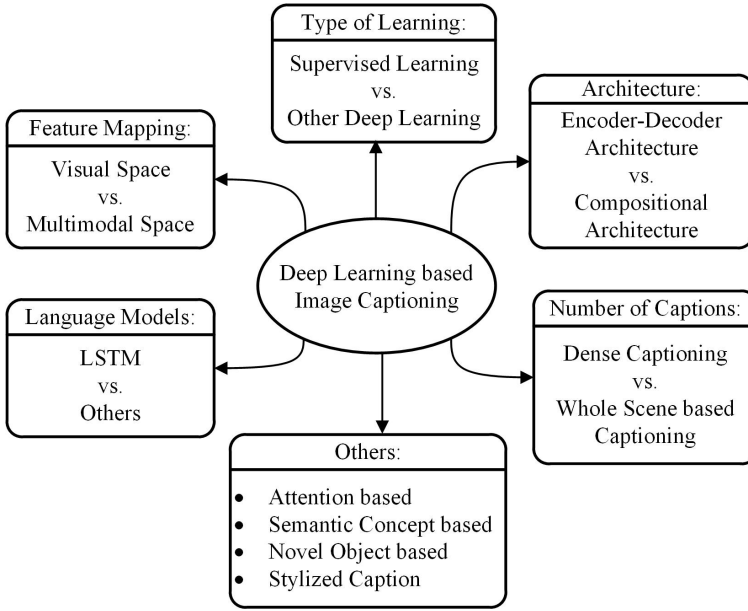 Type of Learning:
Supervised Learning
vs.
Other Deep Learning
Feature Mapping:
Visual Space
vs.
Multimodal Space
Architecture:
Encoder-Decoder
Architecture
vs.
Compositional
Architecture
Deep Learning based
Image Captioning
Language Models:
LSTM
vs.
Others
Number of Captions:
Dense Captioning
vs.
Whole Scene based
Captioning
Others:
• Attention based
• Semantic Concept based
• Novel Object based
• Stylized Caption